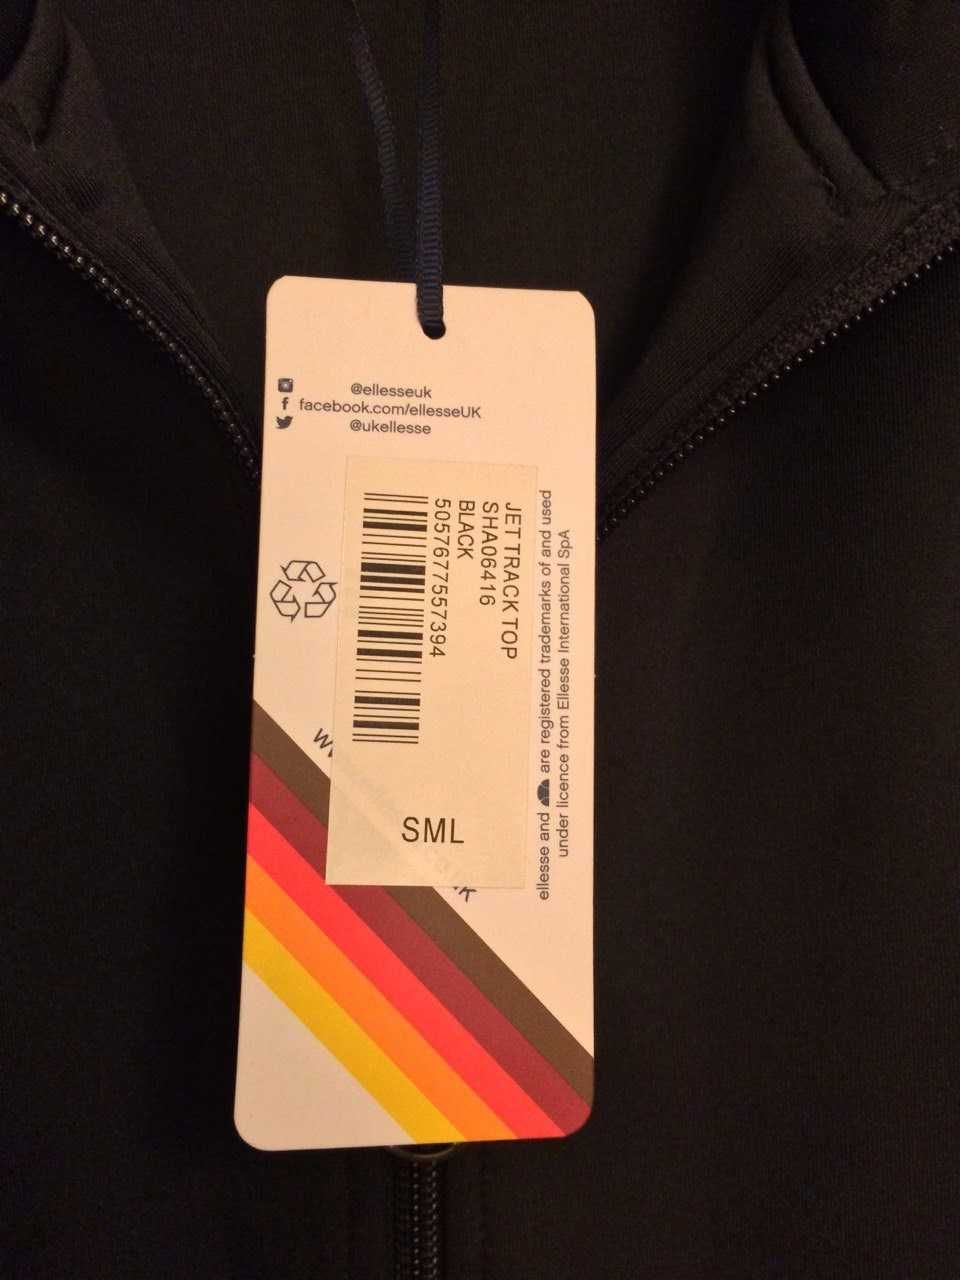 @ellesseuk
facebook.com/ellesseUK
@ukellesse
JET TRACK TOP
SHA06416
BLACK
5057677557394
SML
ellesse and are registered trademarks of and used
under licence from Ellesse International SpA